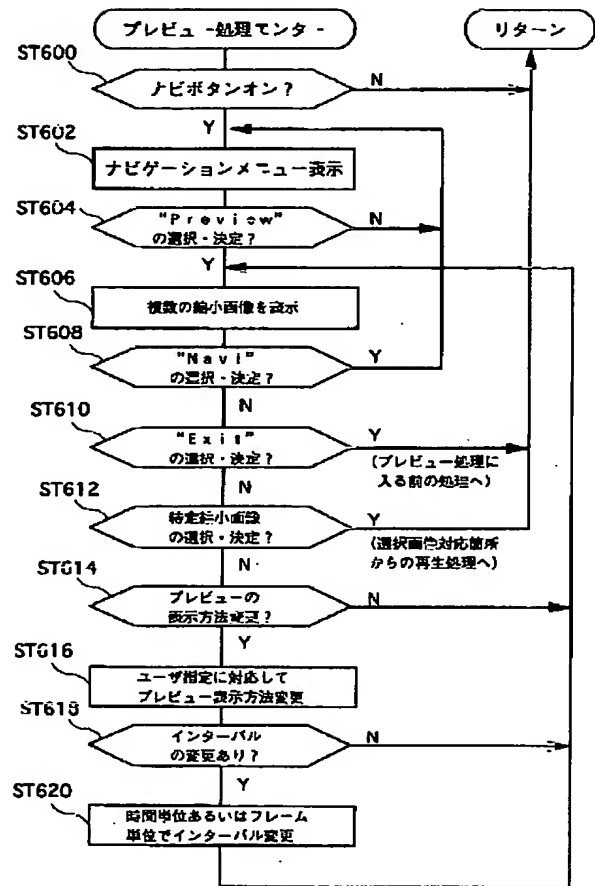 プレビュー処理エンター
リターン
ST600
ナビボタンオン？
N
Y
ST602
ナビゲーションメニュー表示
ST604
"Preview"
の選択・決定？
N
Y
ST606
複数の縮小画像を表示
ST608
"Navi"
の選択・決定？
Y
N
ST610
"Exit"
の選択・決定？
Y
(プレビュー処理に
入る前の処理へ)
N
ST612
特定縮小画像
の選択・決定？
Y
(選択画像対応箇所
からの再生処理へ)
N
ST614
プレビューの
表示方法変更？
N
Y
ST616
ユーザ指定に対応して
プレビュー表示方法変更
ST618
インターバル
の変更あり？
N
Y
ST620
時間単位あるいはフレーム
単位でインターバル変更